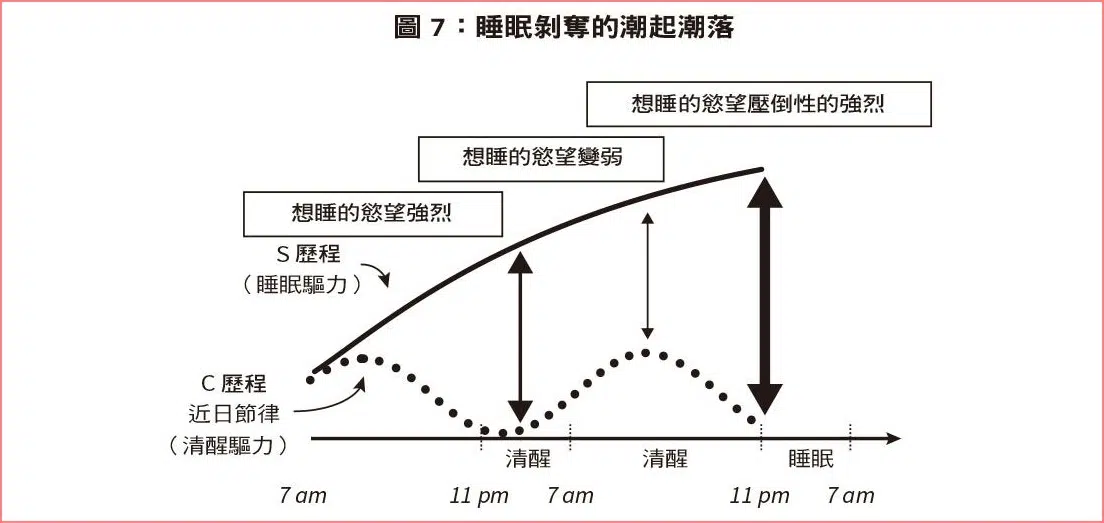 圖 7：睡眠剝奪的潮起潮落
想睡的慾望壓倒性的強烈
想睡的慾望變弱
想睡的慾望強烈
S 歷程
（睡眠驅力）
C 歷程
近日節律
（清醒驅力）
清醒 清醒 睡眠
7 am 11 pm 7 am 11 pm 7 am